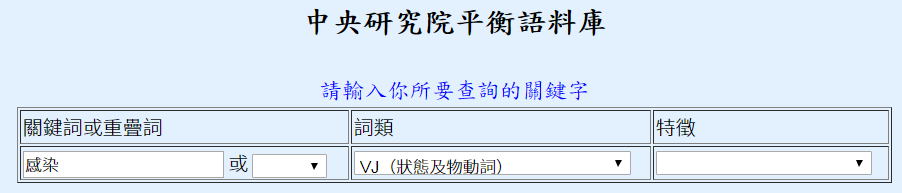 中央研究院平衡語料庫
請輸入你所要查詢的關鍵字
關鍵詞或重疊詞 詞類 特徵
感染 或 VJ（狀態及物動詞）